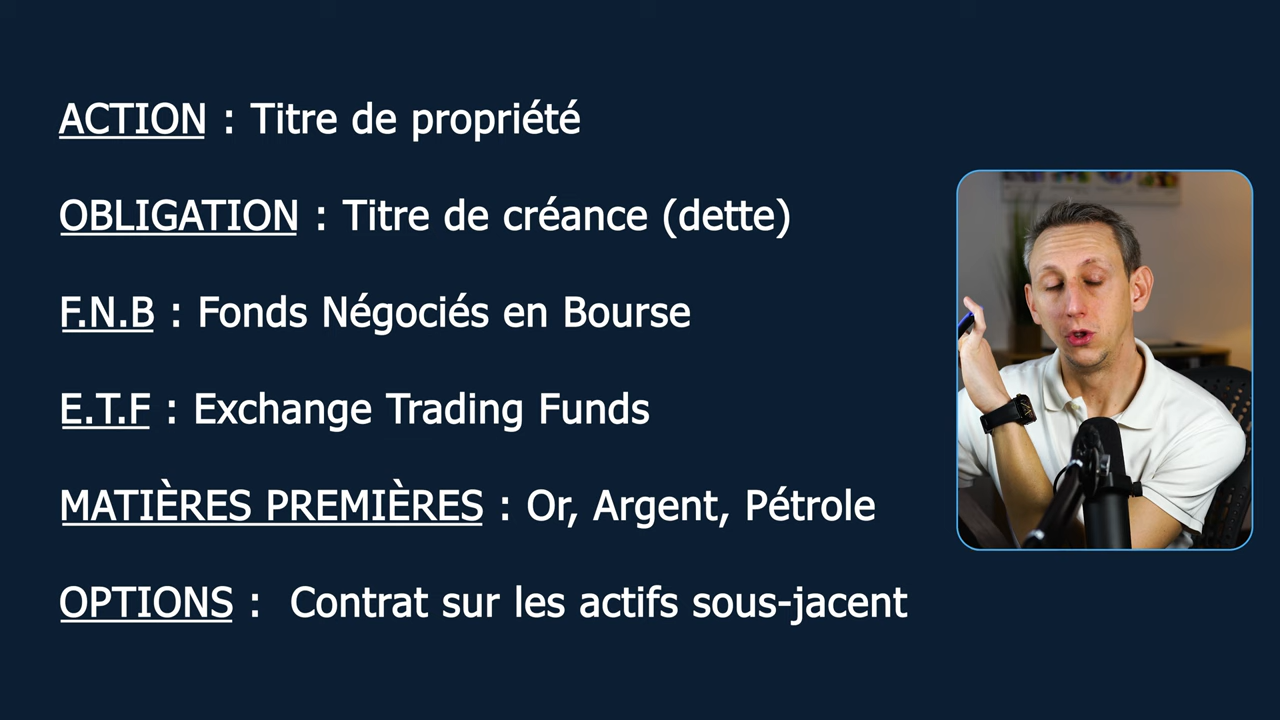 ACTION : Titre de propriété
OBLIGATION : Titre de créance (dette)
F.N.B : Fonds Négociés en Bourse
E.T.F : Exchange Trading Funds
MATIÈRES PREMIÈRES : Or, Argent, Pétrole
OPTIONS :  Contrat sur les actifs sous-jacent